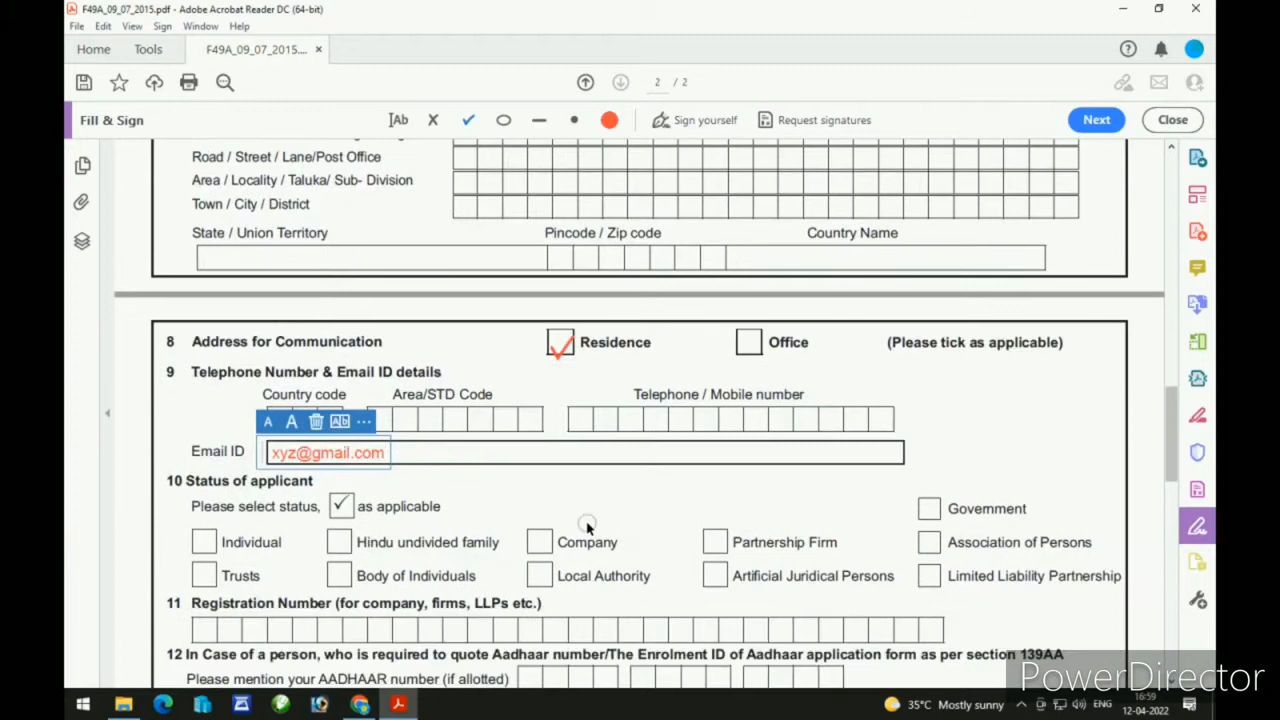 F49A_09_07_2015.pdf - Adobe Acrobat Reader DC (64-bit)
File Edit View Sign Window Help
Home Tools F49A_09_07_2015.... ×
2 / 2
Fill & Sign
Ab
Sign yourself
Request signatures
Next
Close
Road / Street / Lane/Post Office
Area / Locality / Taluka/ Sub- Division
Town / City / District
State / Union Territory Pincode / Zip code Country Name
8 Address for Communication Residence Office (Please tick as applicable)
9 Telephone Number & Email ID details
Country code Area/STD Code Telephone / Mobile number
A A Ab ...
Email ID xyz@gmail.com
10 Status of applicant
Please select status, ✓ as applicable Government
Individual Hindu undivided family Company Partnership Firm Association of Persons
Trusts Body of Individuals Local Authority Artificial Juridical Persons Limited Liability Partnership
11 Registration Number (for company, firms, LLPs etc.)
12 In Case of a person, who is required to quote Aadhaar number/The Enrolment ID of Aadhaar application form as per section 139AA
Please mention your AADHAAR number (if allotted)
PowerDirector
35°C Mostly sunny ENG 16:59
12-04-2022